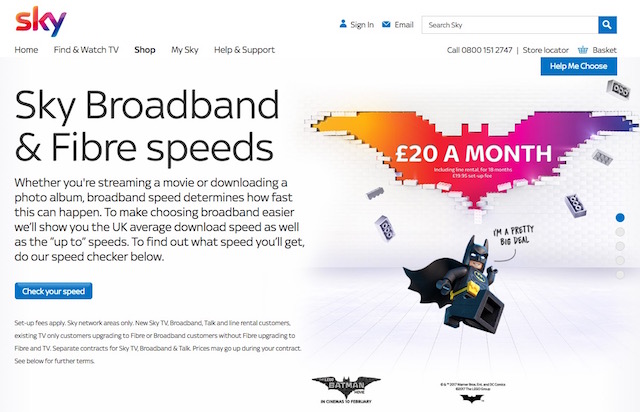 sky
Sign In
Email
Search Sky
Home
Find & Watch TV
Shop
My Sky
Help & Support
Call 0800 151 2747 | Store locator
Basket
Help Me Choose
Sky Broadband
& Fibre speeds
Whether you're streaming a movie or downloading a
photo album, broadband speed determines how fast
this can happen. To make choosing broadband easier
we'll show you the UK average download speed as well
as the "up to" speeds. To find out what speed you'll get,
do our speed checker below.
Check your speed
£20 A MONTH
Including line rental, for 18 months
£19.95 set-up fee
I'M A PRETTY
BIG DEAL
Set-up fees apply. Sky network areas only. New Sky TV, Broadband, Talk and line rental customers,
existing TV only customers upgrading to Fibre or Broadband customers without Fibre upgrading to
Fibre and TV. Separate contracts for Sky TV, Broadband & Talk. Prices may go up during your contract.
See below for further terms.
THE LEGO
BATMAN
MOVIE
IN CINEMAS 10 FEBRUARY
©2017 The LEGO Group